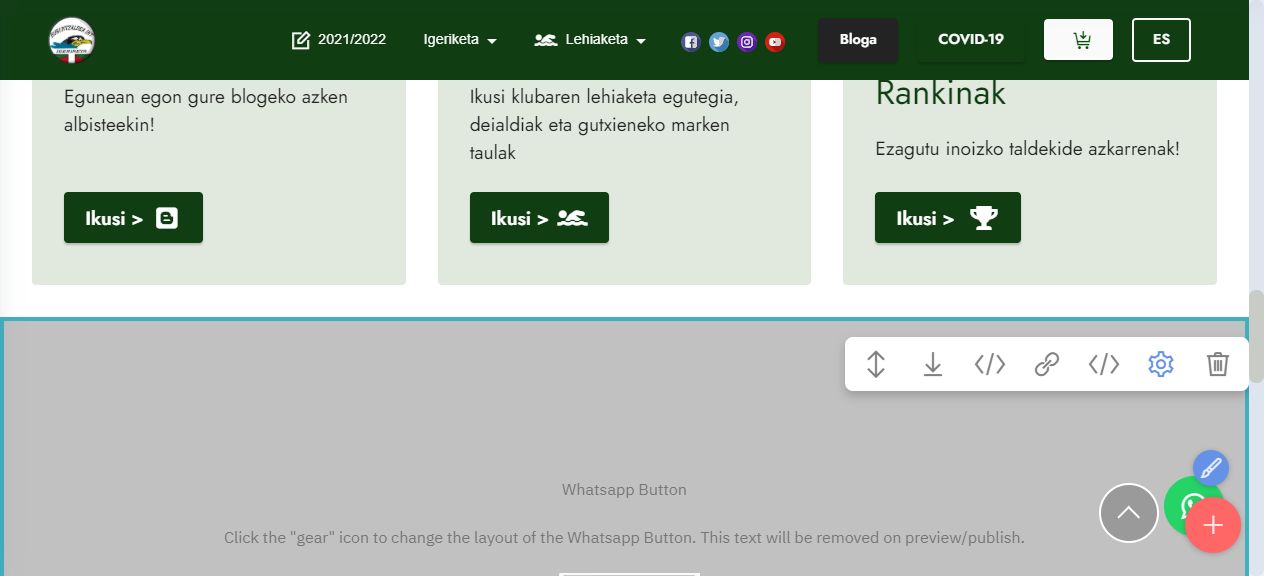 2021/2022 Igeriketa Lehiaketa Bloga COVID-19 ES
Rankinak
Egunean egon gure blogeko azken
albisteekin!
Ikusi klubaren lehiaketa egutegia,
deialdiak eta gutxieneko marken
taulak
Ezagutu inoizko taldekide azkarrenak!
Ikusi >
Ikusi >
Ikusi >
Whatsapp Button
Click the "gear" icon to change the layout of the Whatsapp Button. This text will be removed on preview/publish.